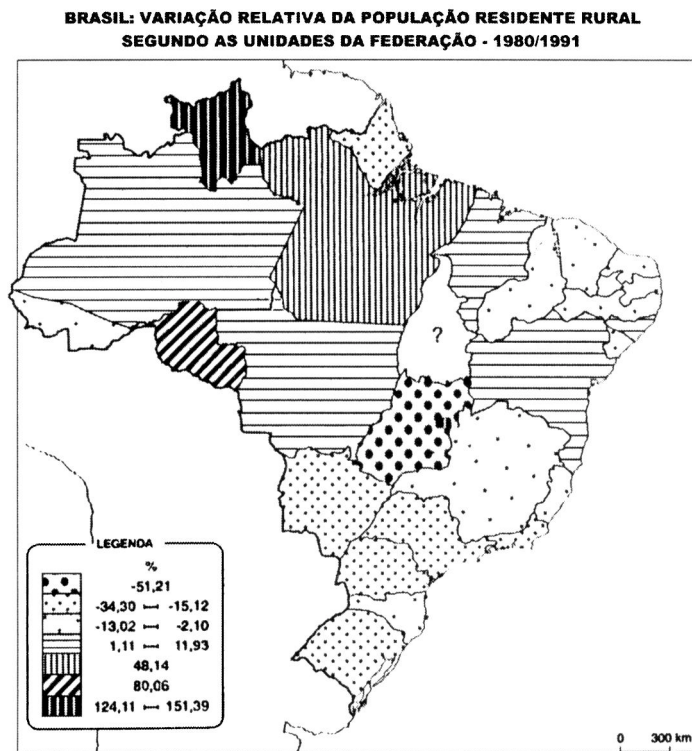 BRASIL: VARIAÇÃO RELATIVA DA POPULAÇÃO RESIDENTE RURAL
SEGUNDO AS UNIDADES DA FEDERAÇÃO - 1980/1991
?
LEGENDA
%
-51,21
-34,30 -15,12
-13,02 -2,10
1,11 11,93
48,14
80,06
124,11 151,39
0 300 km